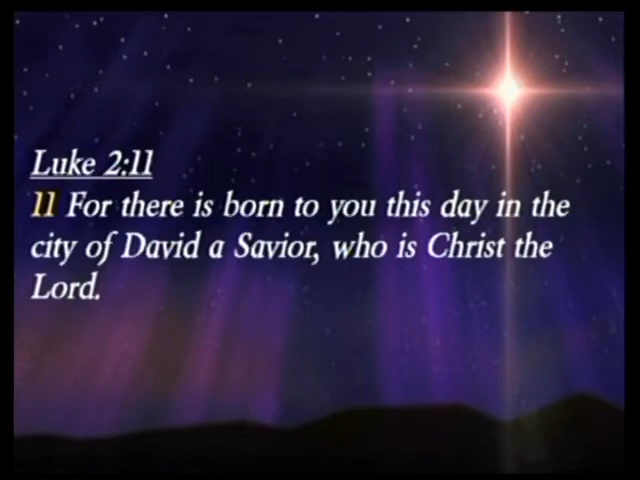 Luke 2:11
11 For there is born to you this day in the
city of David a Savior, who is Christ the
Lord.